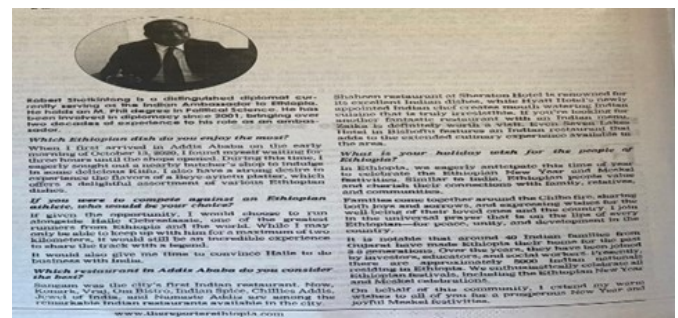 Robert Shetkintong is a distinguished diplomat cur-
rently serving as the Indian Ambassador to Ethiopia.
He holds an M. Phil degree in Political Science. He has
been involved in diplomacy since 2001, bringing over
two decades of experience to his role as an ambas-
sador.
Which Ethiopian dish do you enjoy the most?
When I first arrived in Addis Ababa on the early
morning of October 13, 2020, I found myself waiting for
three hours until the shops opened. During this time, I
eagerly sought out a nearby butcher's shop to indulge
in some delicious Kitfo. I also have a strong desire to
experience the flavors of a Beye-aynetu platter, which
offers a delightful assortment of various Ethiopian
dishes.
If you were to compete against an Ethiopian
athlete, who would be your choice?
If given the opportunity, I would choose to run
alongside Haile Gebreselassie, one of the greatest
runners from Ethiopia and the world. While I may
only be able to keep up with him for a maximum of two
kilometers, it would still be an incredible experience
to share the track with a legend.
It would also give me time to convince Haile to do
business with India.
Which restaurant in Addis Ababa do you consider
the best?
Sangam was the city's first Indian restaurant. Now,
Konark, Vraj, Om Bistro, Indian Spice, Chillies Addis,
Jewel of India, and Namaste Addis are among the
remarkable Indian restaurants available in the city.
Shaheen restaurant at Sheraton Hotel is renowned for
its excellent Indian dishes, while Hyatt Hotel's newly
appointed Indian chef creates mouth watering Indian
cuisine that is truly irresistible. If you're looking for
another fantastic restaurant with an Indian menu,
is definitely worth a visit. Even Seven Lakes
Hotel in Bishoftu features an Indian restaurant that
adds to the extended culinary experience available in
the area.
What is your holiday wish for the people of
Ethiopia?
In Ethiopia, we eagerly anticipate this time of year
to celebrate the Ethiopian New Year and Meskel
festivities. Similar to India, Ethiopian people value
and cherish their connections with family, relatives,
and communities.
Families come together around the Chibo fire, sharing
both joys and sorrows, and expressing wishes for the
well-being of their loved ones and the country. I join
in the universal prayer that is on the lips of every
Ethiopian—for peace, unity, and development in the
country.
It is notable that around 40 Indian families from
Gujarat have made Ethiopia their home for the past
generations. Over the years, they have been joined
by investors, educators, and social workers. Presently,
there are approximately Indian nationals
residing in Ethiopia. We enthusiastically celebrate all
Ethiopian festivals, including the Ethiopian New Year
and Meskel celebrations.
On behalf of this community, I extend my warm
wishes to all of you for a prosperous New Year and
joyful Meskel festivities.
www.thereporterethiopia.com